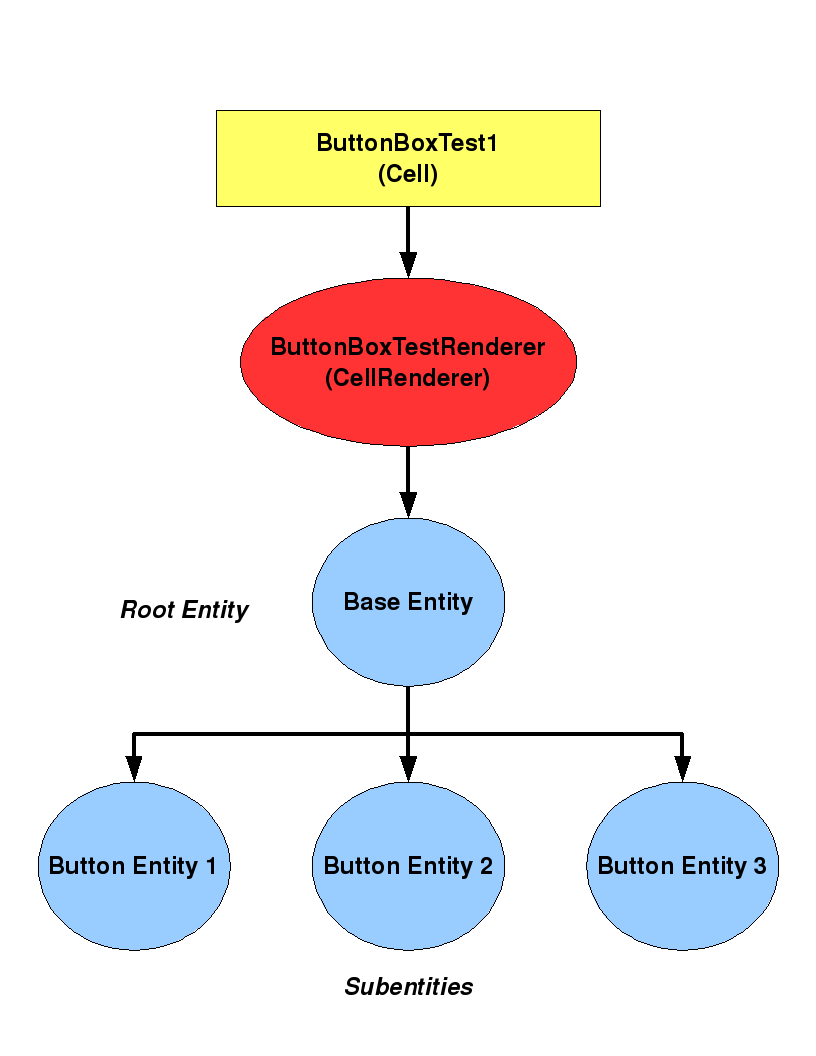 ButtonBoxTest1
(Cell)
ButtonBoxTestRenderer
(CellRenderer)
Base Entity
Root Entity
Button Entity 1
Button Entity 2
Button Entity 3
Subentities